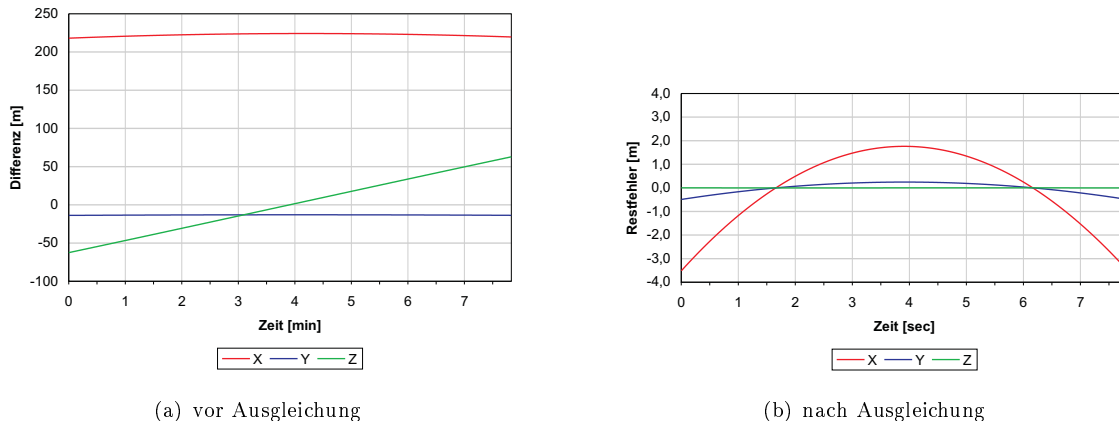 250
200
150
100
50
0
-50
-100
Differenz [m]
0 1 2 3 4 5 6 7
Zeit [min]
X Y Z
(a) vor Ausgleichung
4,0
3,0
2,0
1,0
0,0
-1,0
-2,0
-3,0
-4,0
Restfehler [m]
0 1 2 3 4 5 6 7
Zeit [sec]
X Y Z
(b) nach Ausgleichung